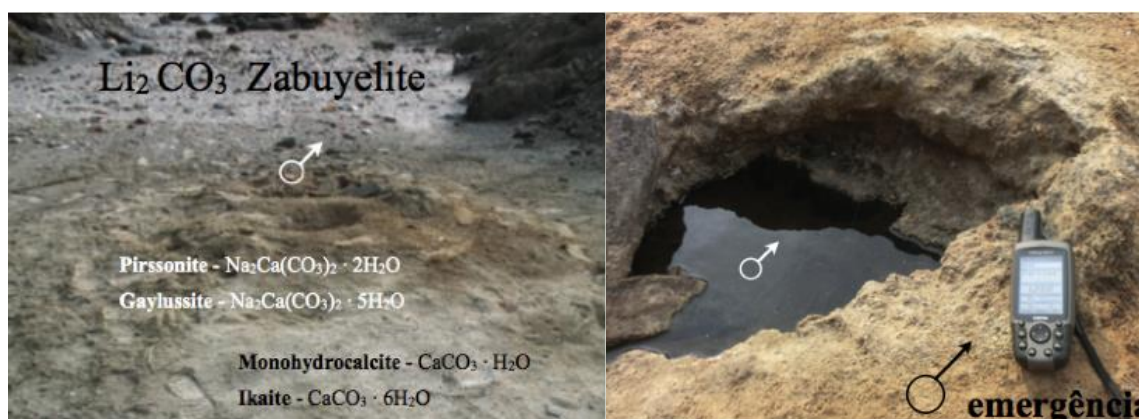 Li₂ CO₃ Zabuyelite
Pirssonite - Na₂Ca(CO₃)₂ · 2H₂O
Gaylussite - Na₂Ca(CO₃)₂ · 5H₂O
Monohydrocalcite - CaCO₃ · H₂O
Ikaite - CaCO₃ · 6H₂O
emergência